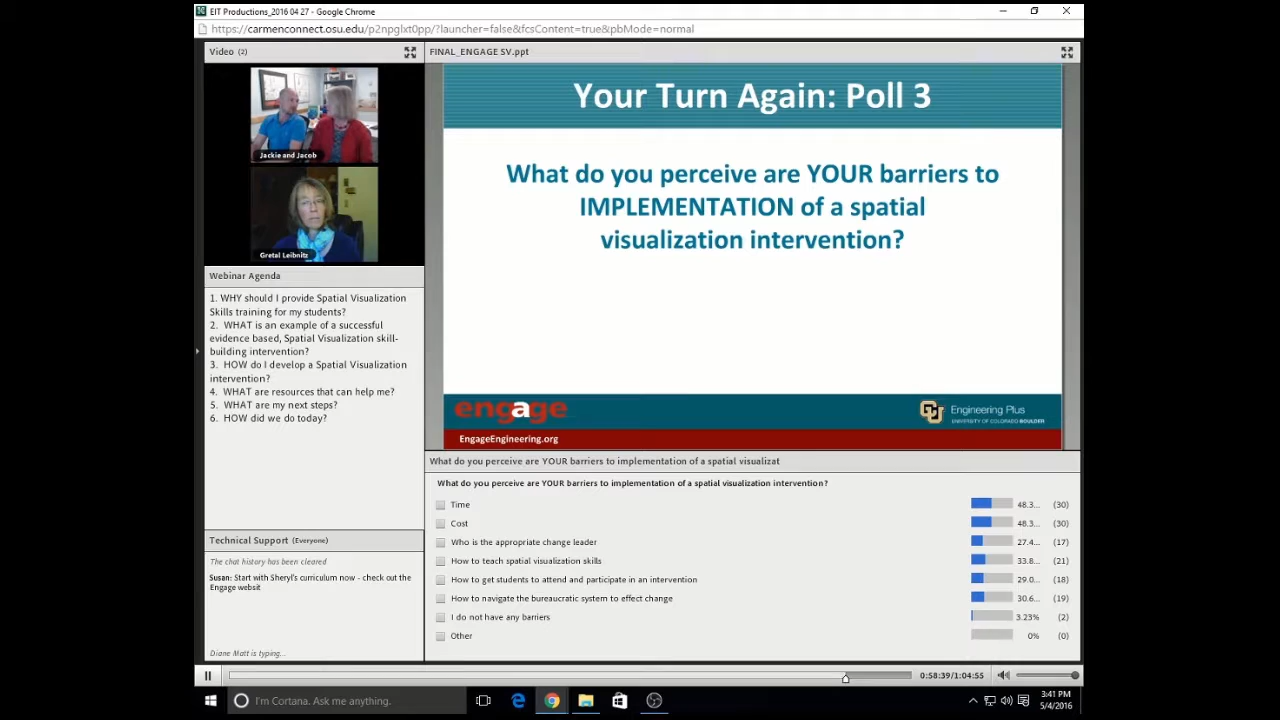 EIT Productions_2016 04 27 - Google Chrome
https://carmenconnect.osu.edu/p2npglxt0pp/?launcher=false&fcsContent=true&pbMode=normal
Video (2)
Jackie and Jacob
Gretal Leibnitz
FINAL_ENGAGE SV.ppt
Your Turn Again: Poll 3
What do you perceive are YOUR barriers to
IMPLEMENTATION of a spatial
visualization intervention?
engage
Engineering Plus
UNIVERSITY OF COLORADO BOULDER
EngageEngineering.org
Webinar Agenda
1. WHY should I provide Spatial Visualization
Skills training for my students?
2. WHAT is an example of a successful
evidence based, Spatial Visualization skill-
building intervention?
3. HOW do I develop a Spatial Visualization
intervention?
4. WHAT are resources that can help me?
5. WHAT are my next steps?
6. HOW did we do today?
Technical Support (Everyone)
The chat history has been cleared
Susan: Start with Sheryl's curriculum now - check out the
Engage websit
Diane Matt is typing...
What do you perceive are YOUR barriers to implementation of a spatial visualizat
What do you perceive are YOUR barriers to implementation of a spatial visualization intervention?
Time 48.3... (30)
Cost 48.3... (30)
Who is the appropriate change leader 27.4... (17)
How to teach spatial visualization skills 33.8... (21)
How to get students to attend and participate in an intervention 29.0... (18)
How to navigate the bureaucratic system to effect change 30.6... (19)
I do not have any barriers 3.23% (2)
Other 0% (0)
0:58:39/1:04:55
I'm Cortana. Ask me anything.
3:41 PM
5/4/2016